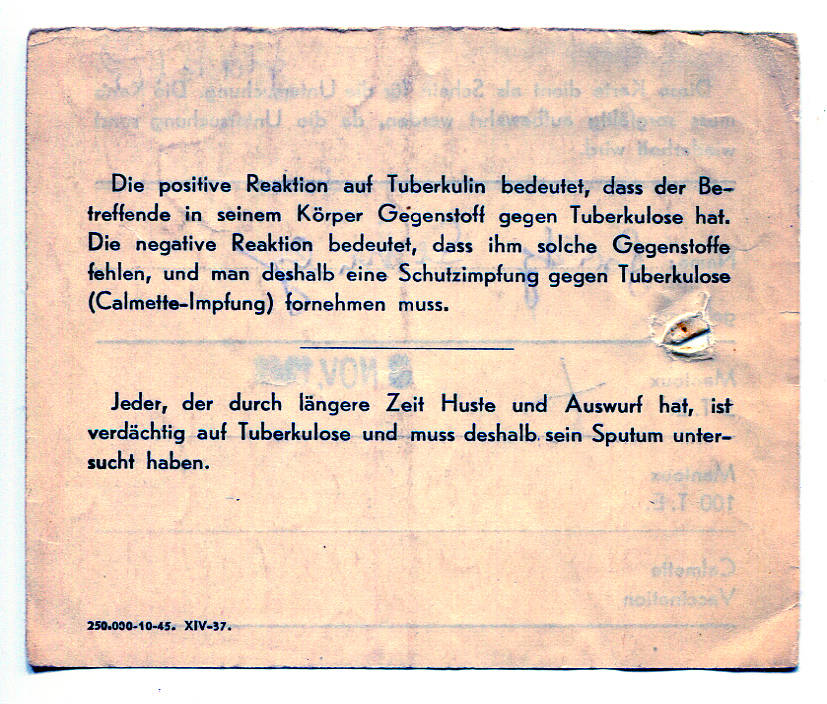 Die positive Reaktion auf Tuberkulin bedeutet, dass der Be-
treffende in seinem Körper Gegenstoff gegen Tuberkulose hat.
Die negative Reaktion bedeutet, dass ihm solche Gegenstoffe
fehlen, und man deshalb eine Schutzimpfung gegen Tuberkulose
(Calmette-Impfung) fornehmen muss.
Jeder, der durch längere Zeit Huste und Auswurf hat, ist
verdächtig auf Tuberkulose und muss deshalb sein Sputum unter-
sucht haben.
250.000-10-45. XIV-37.